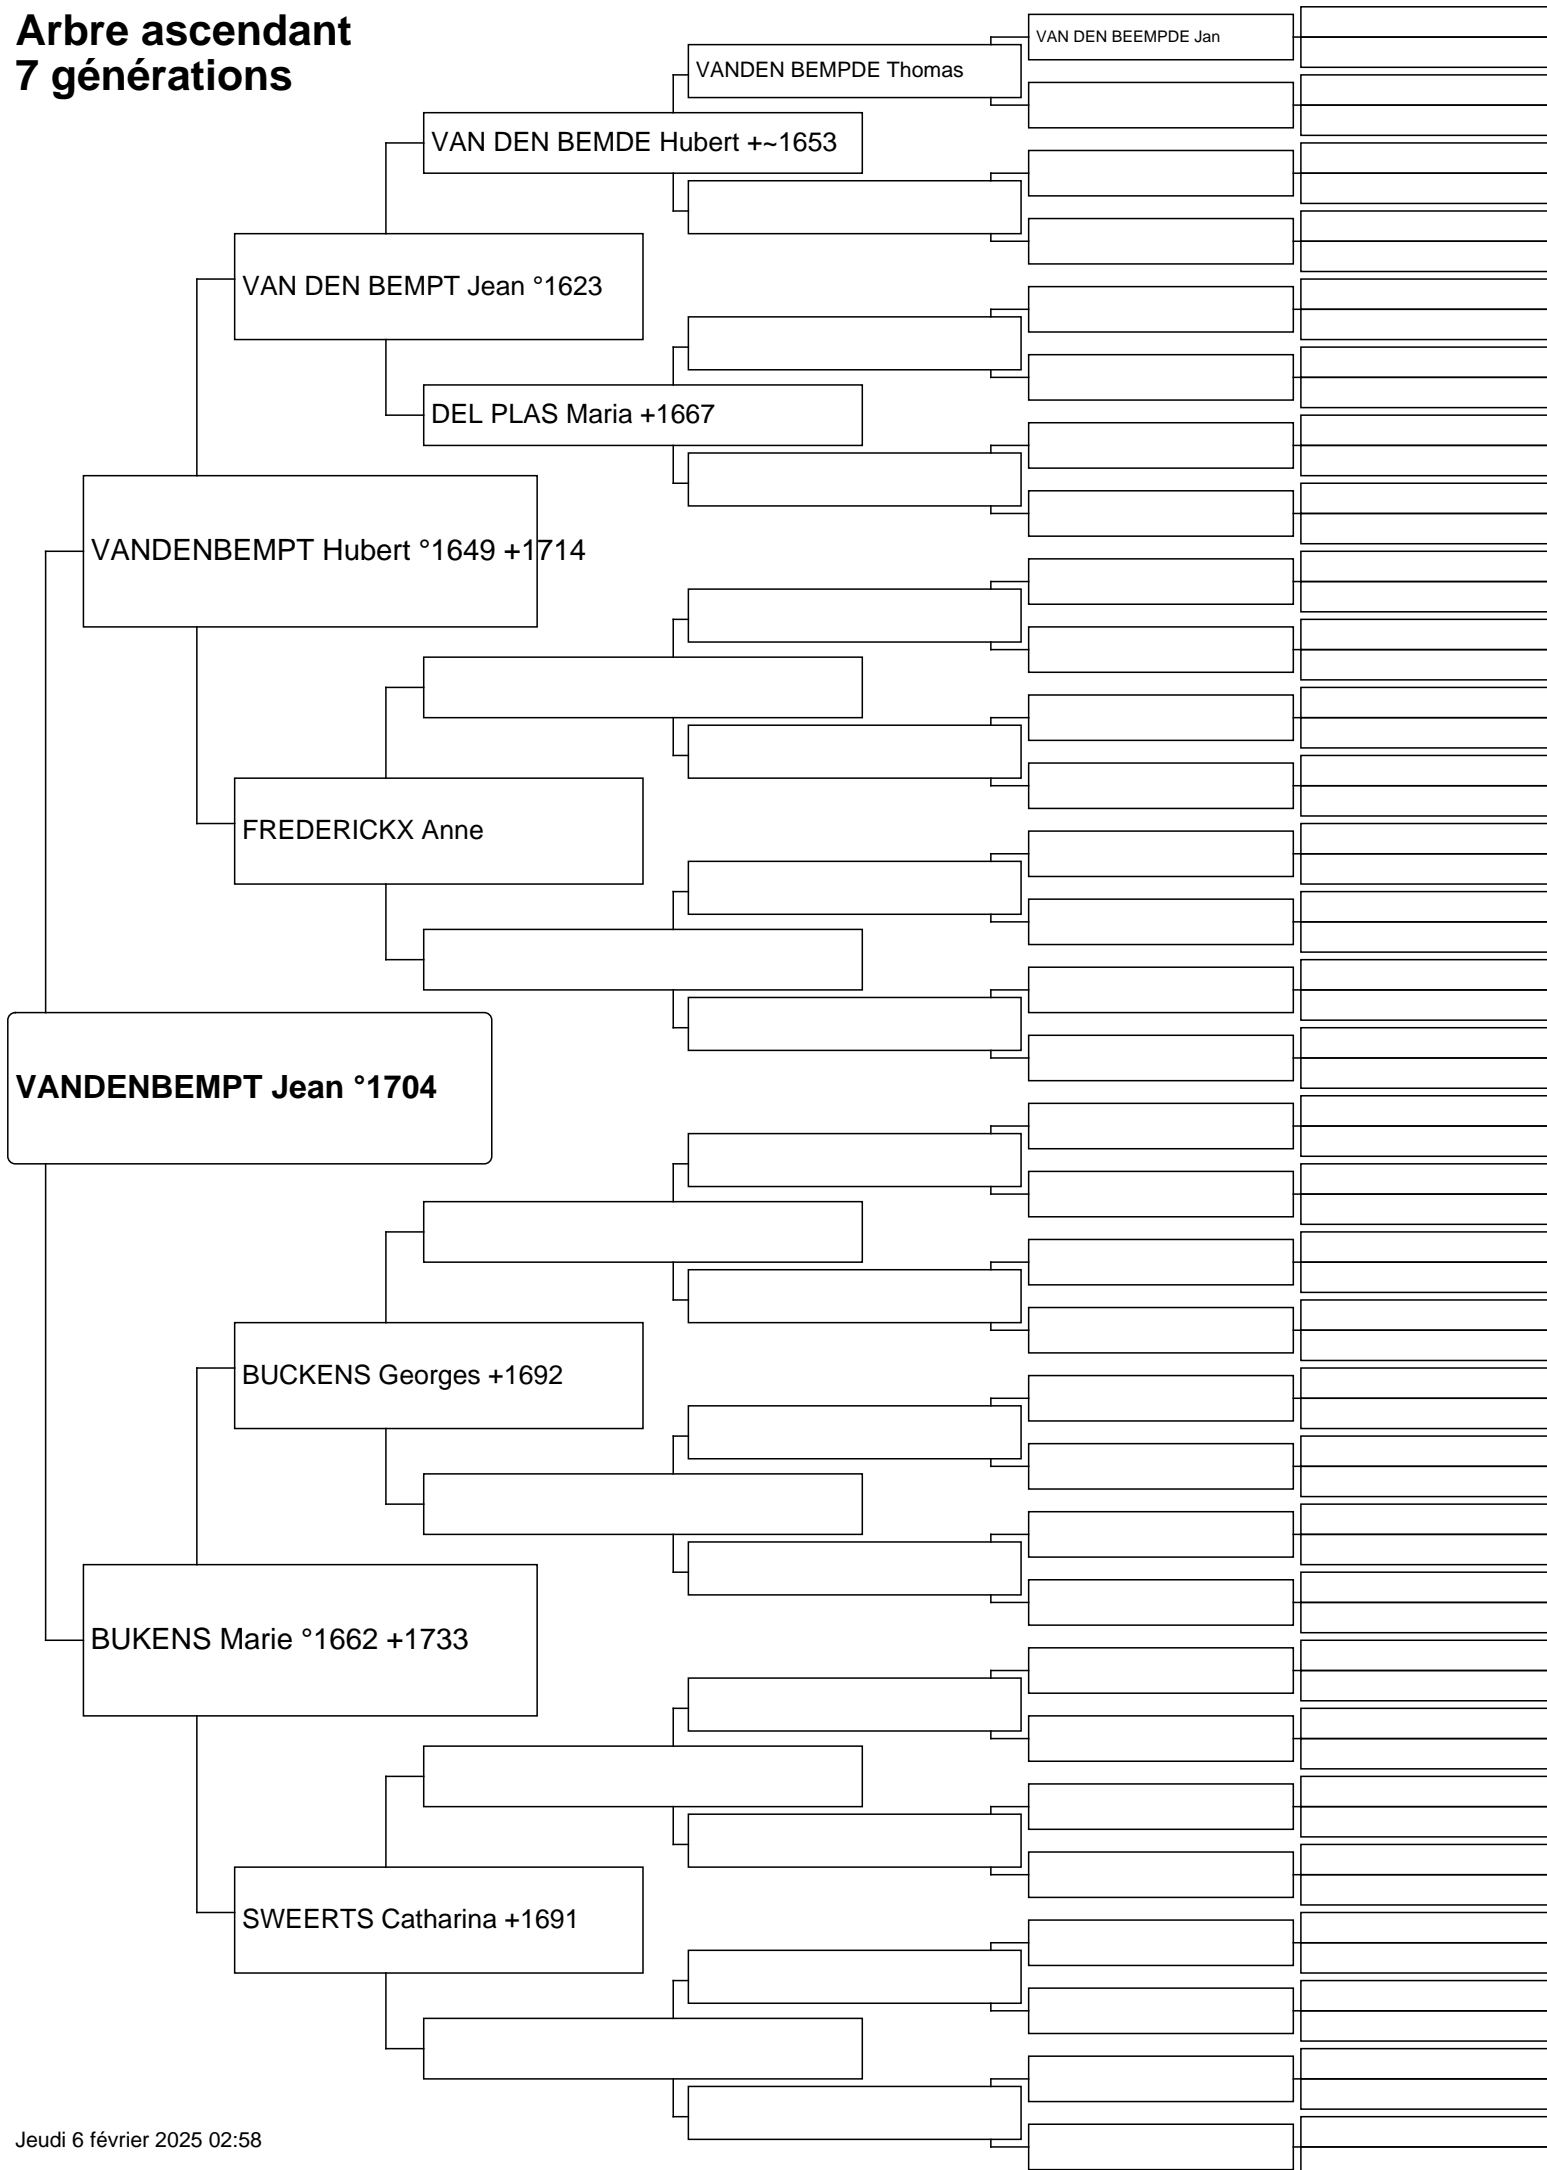 Arbre ascendant
7 générations
VAN DEN BEEMPDE Jan
VANDEN BEMPDE Thomas
VAN DEN BEMDE Hubert +~1653
VAN DEN BEMPT Jean °1623
DEL PLAS Maria +1667
VANDENBEMPT Hubert °1649 +1714
FREDERICKX Anne
VANDENBEMPT Jean °1704
BUCKENS Georges +1692
BUKENS Marie °1662 +1733
SWEERTS Catharina +1691
Jeudi 6 février 2025 02:58